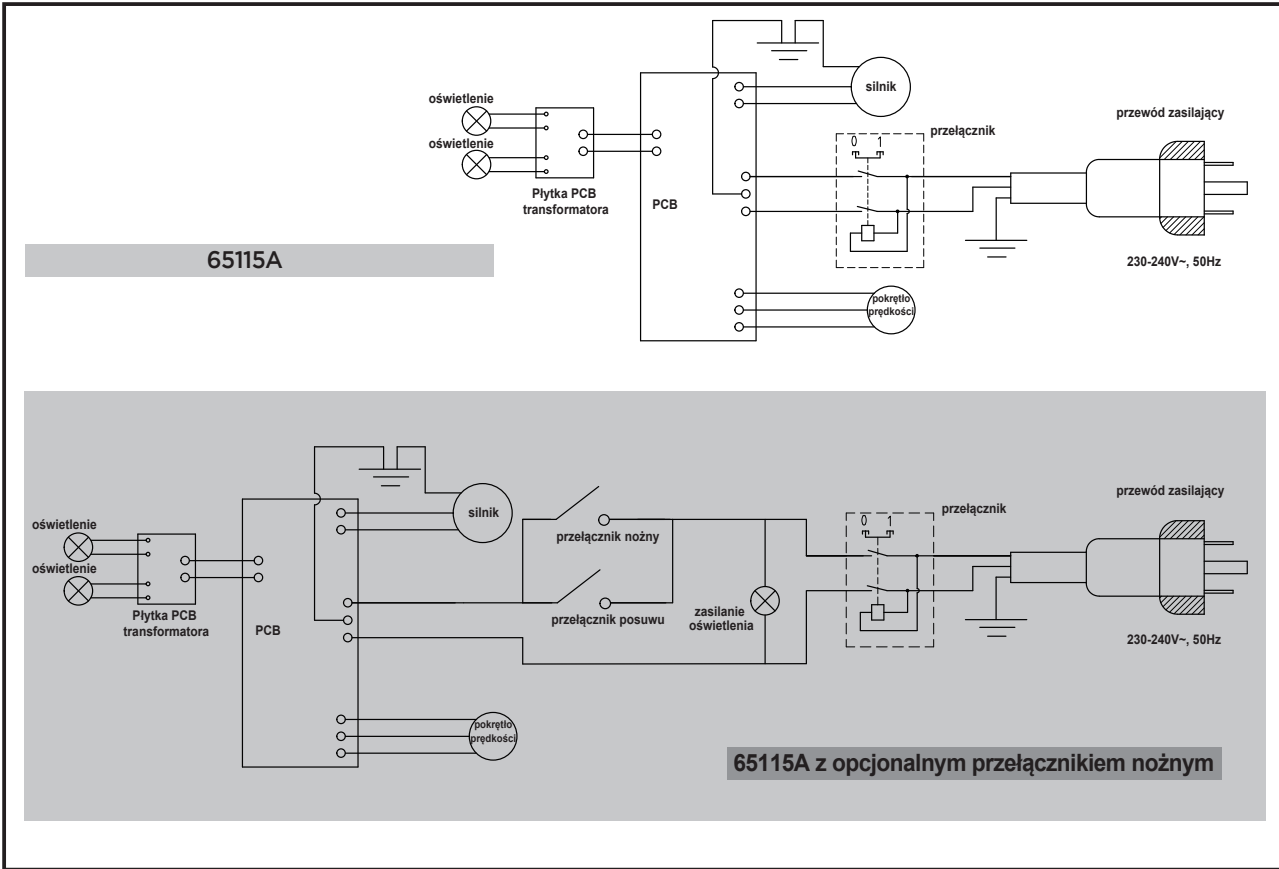 oświetlenie
oświetlenie
Płytka PCB
transformatora
PCB
silnik
przełącznik
0 1
przewód zasilający
230-240V~, 50Hz
pokrętło
prędkości
65115A
oświetlenie
oświetlenie
Płytka PCB
transformatora
PCB
silnik
przełącznik nożny
przełącznik posuwu
zasilanie
oświetlenia
przełącznik
0 1
przewód zasilający
230-240V~, 50Hz
pokrętło
prędkości
65115A z opcjonalnym przełącznikiem nożnym